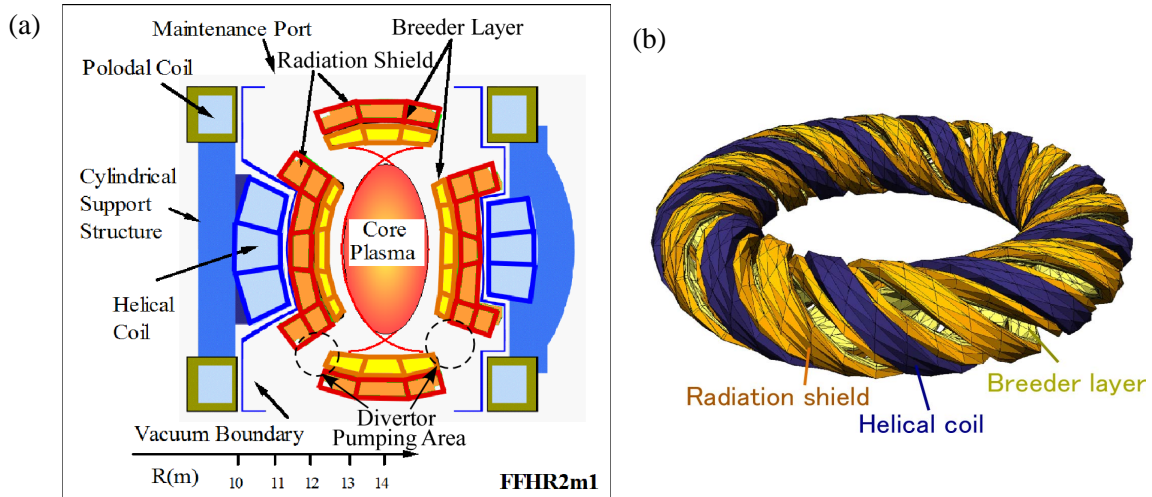 (a)
Maintenance Port
Breeder Layer
Radiation Shield
Polodal Coil
Cylindrical
Support
Structure
Core
Plasma
Helical
Coil
Divertor
Pumping Area
Vacuum Boundary
R(m)
10 11 12 13 14
FFHR2m1
(b)
Radiation shield
Breeder layer
Helical coil